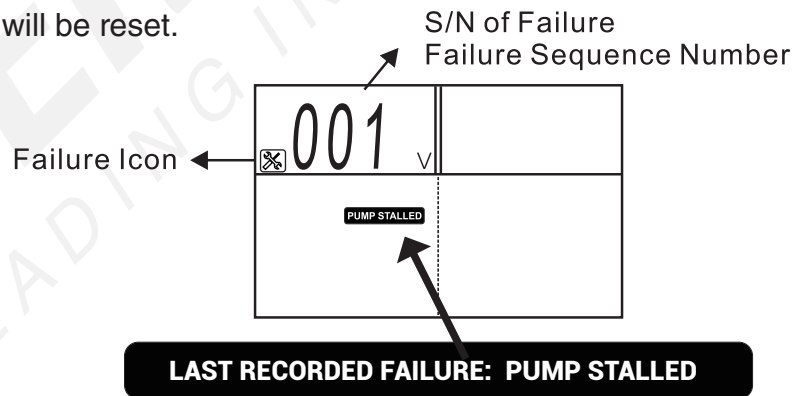 will be reset.
S/N of Failure
Failure Sequence Number
001
V
Failure Icon
PUMP STALLED
LAST RECORDED FAILURE: PUMP STALLED